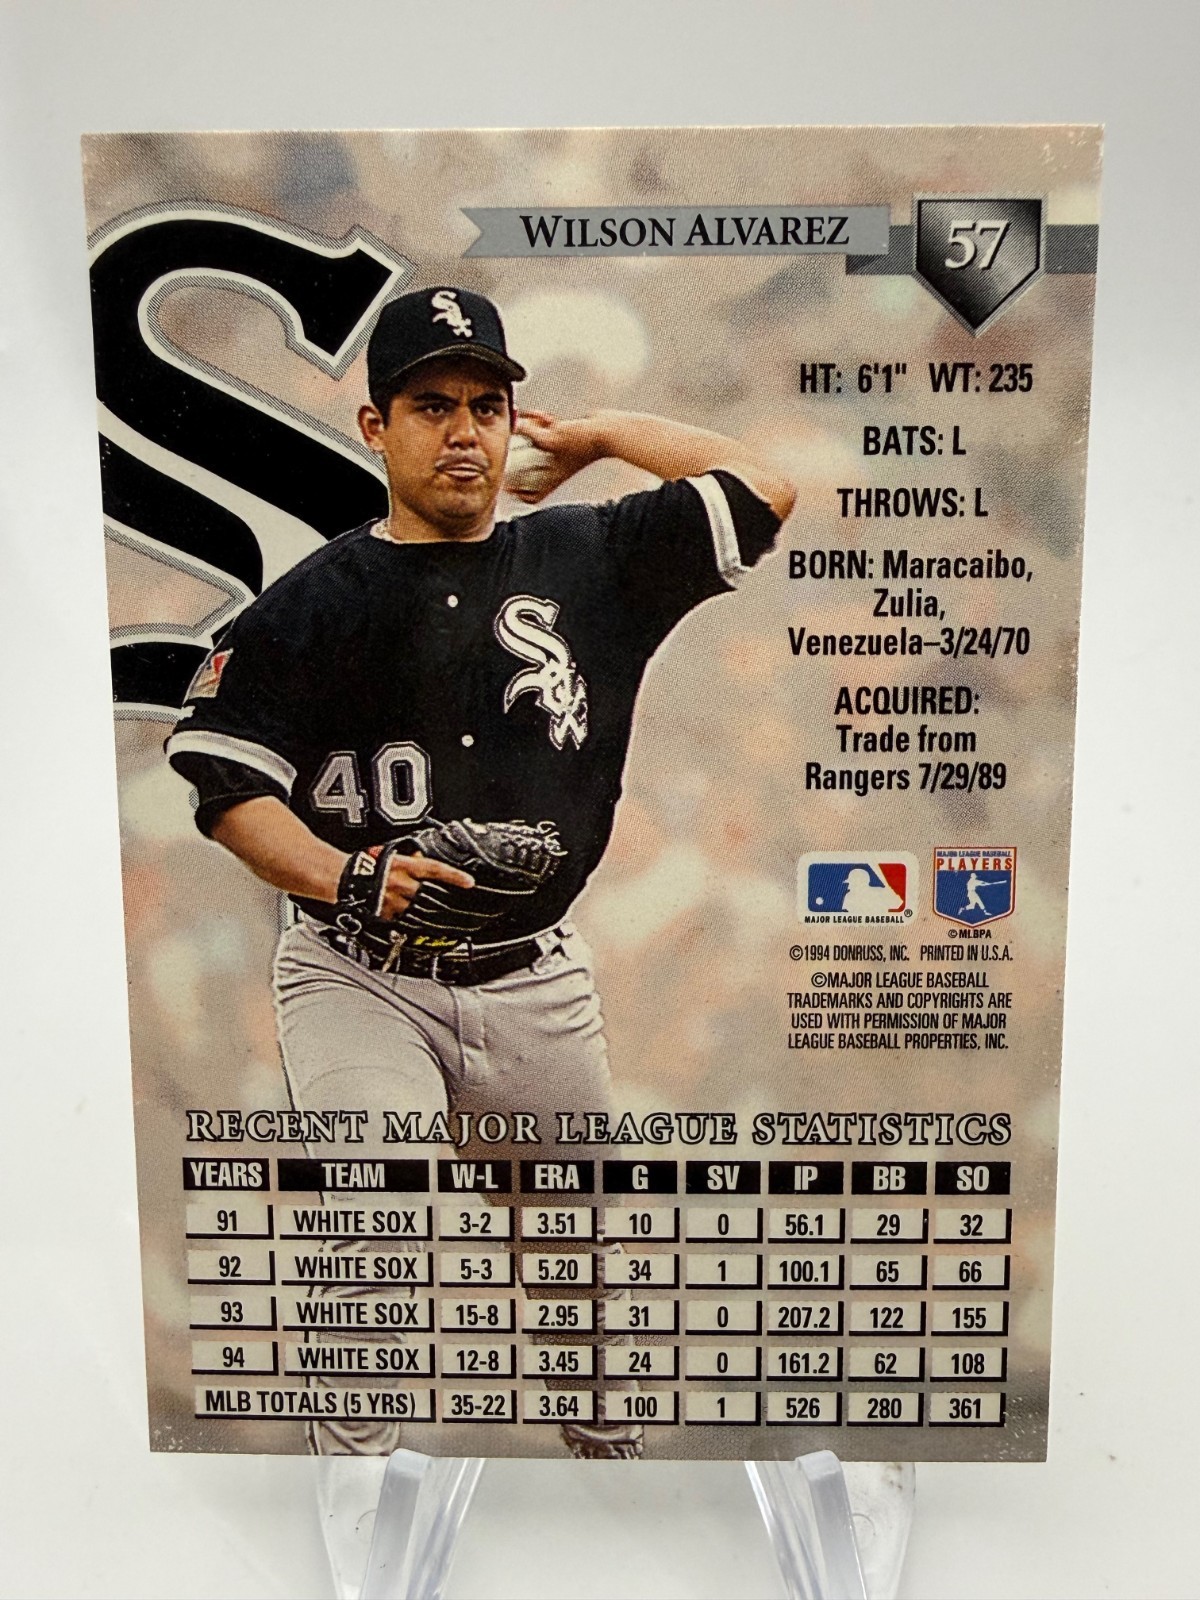 WILSON ALVAREZ
57
HT: 6'1" WT: 235
BATS: L
THROWS: L
BORN: Maracaibo,
Zulia,
Venezuela–3/24/70
ACQUIRED:
Trade from
Rangers 7/29/89
Sox
40
MAJOR LEAGUE BASEBALL®
MAJOR LEAGUE BASEBALL
PLAYERS
©MLBPA
©1994 DONRUSS, INC. PRINTED IN U.S.A.
©MAJOR LEAGUE BASEBALL
TRADEMARKS AND COPYRIGHTS ARE
USED WITH PERMISSION OF MAJOR
LEAGUE BASEBALL PROPERTIES, INC.
RECENT MAJOR LEAGUE STATISTICS
YEARS TEAM W-L ERA G SV IP BB SO
91 WHITE SOX 3-2 3.51 10 0 56.1 29 32
92 WHITE SOX 5-3 5.20 34 1 100.1 65 66
93 WHITE SOX 15-8 2.95 31 0 207.2 122 155
94 WHITE SOX 12-8 3.45 24 0 161.2 62 108
MLB TOTALS (5 YRS) 35-22 3.64 100 1 526 280 361